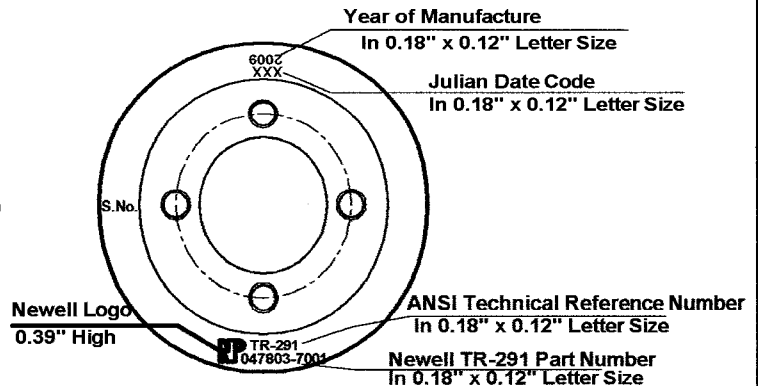 Year of Manufacture
In 0.18" x 0.12" Letter Size
2009
XXX
Julian Date Code
In 0.18" x 0.12" Letter Size
S.No.
Newell Logo
0.39" High
ANSI Technical Reference Number
In 0.18" x 0.12" Letter Size
TR-291
047803-7001
Newell TR-291 Part Number
In 0.18" x 0.12" Letter Size